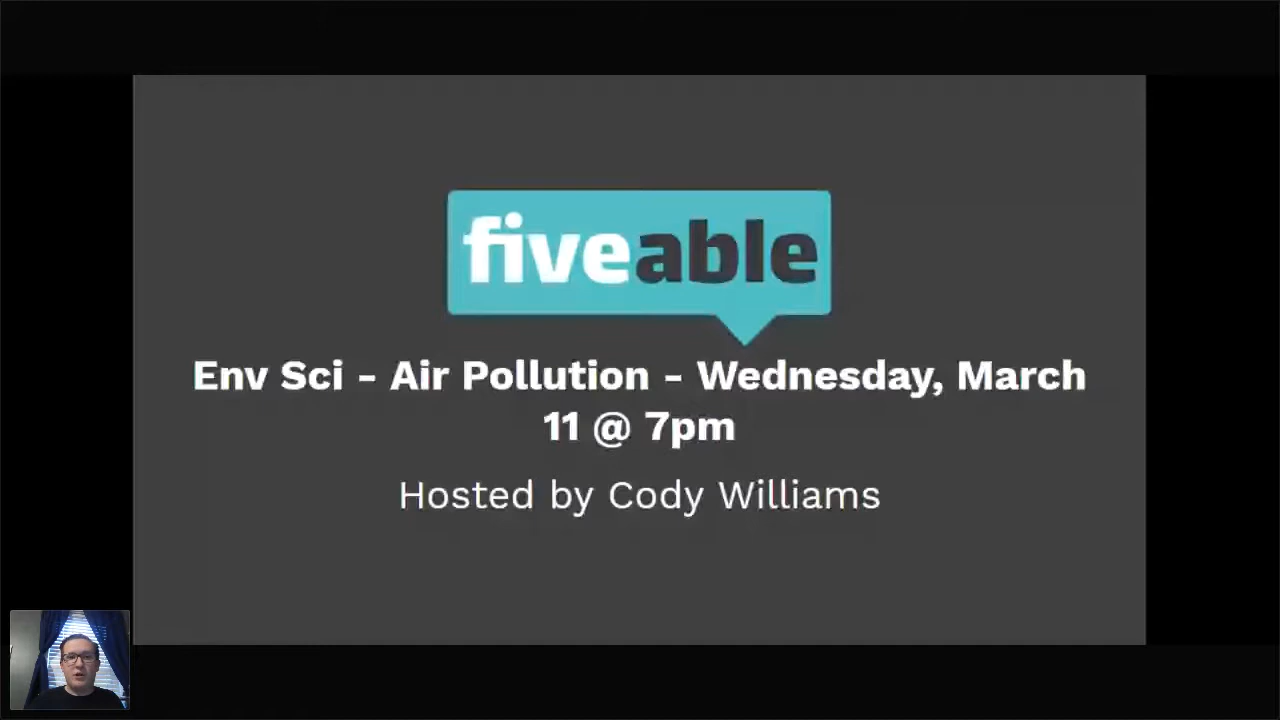 fiveable
Env Sci - Air Pollution - Wednesday, March
11 @ 7pm
Hosted by Cody Williams